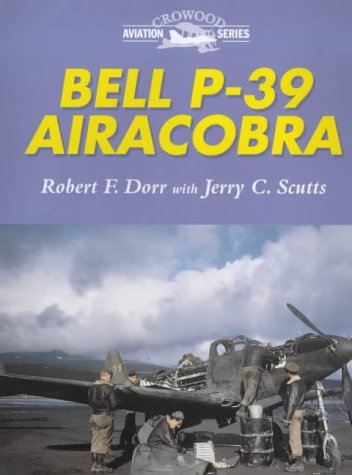 CROWOOD
AVIATION SERIES
BELL P-39
AIRACOBRA
Robert F. Dorr with Jerry C. Scutts